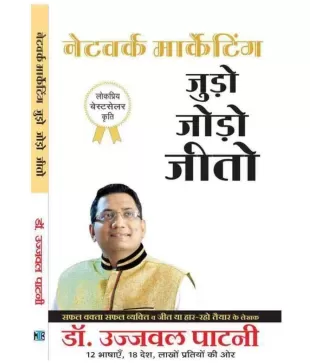 नेटवर्क मार्केटिंग जुड़ो जोड़ो जीतो
डॉ. उज्जवल पाटनी
नेटवर्क मार्केटिंग
जुड़ो
जोड़ो
जीतो
लोकप्रिय
बेस्टसेलर
कृति
सफल वक्ता सफल व्यक्ति व जीत या हार-रहो तैयार के लेखक
डॉ. उज्जवल पाटनी
12 भाषाएँ, 18 देश, लाखों प्रतियों की ओर